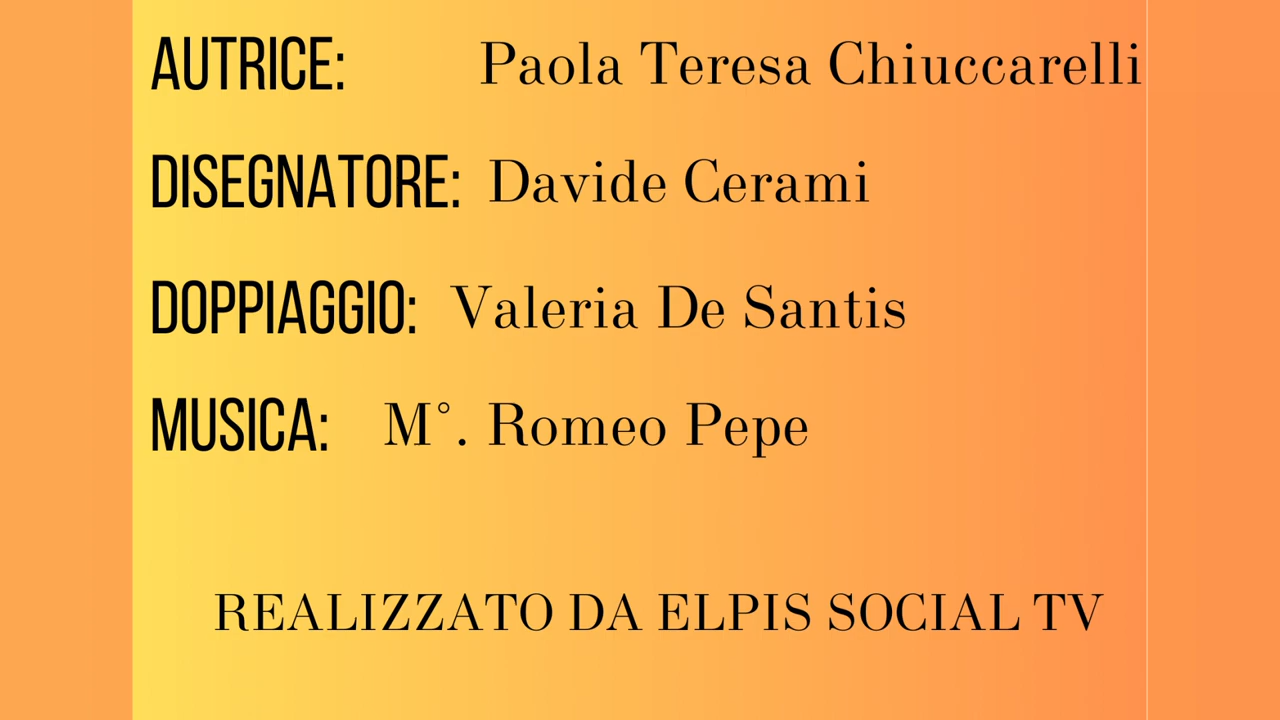 AUTRICE: Paola Teresa Chiuccarelli
DISEGNATORE: Davide Cerami
DOPPIAGGIO: Valeria De Santis
MUSICA: M°. Romeo Pepe
REALIZZATO DA ELPIS SOCIAL TV